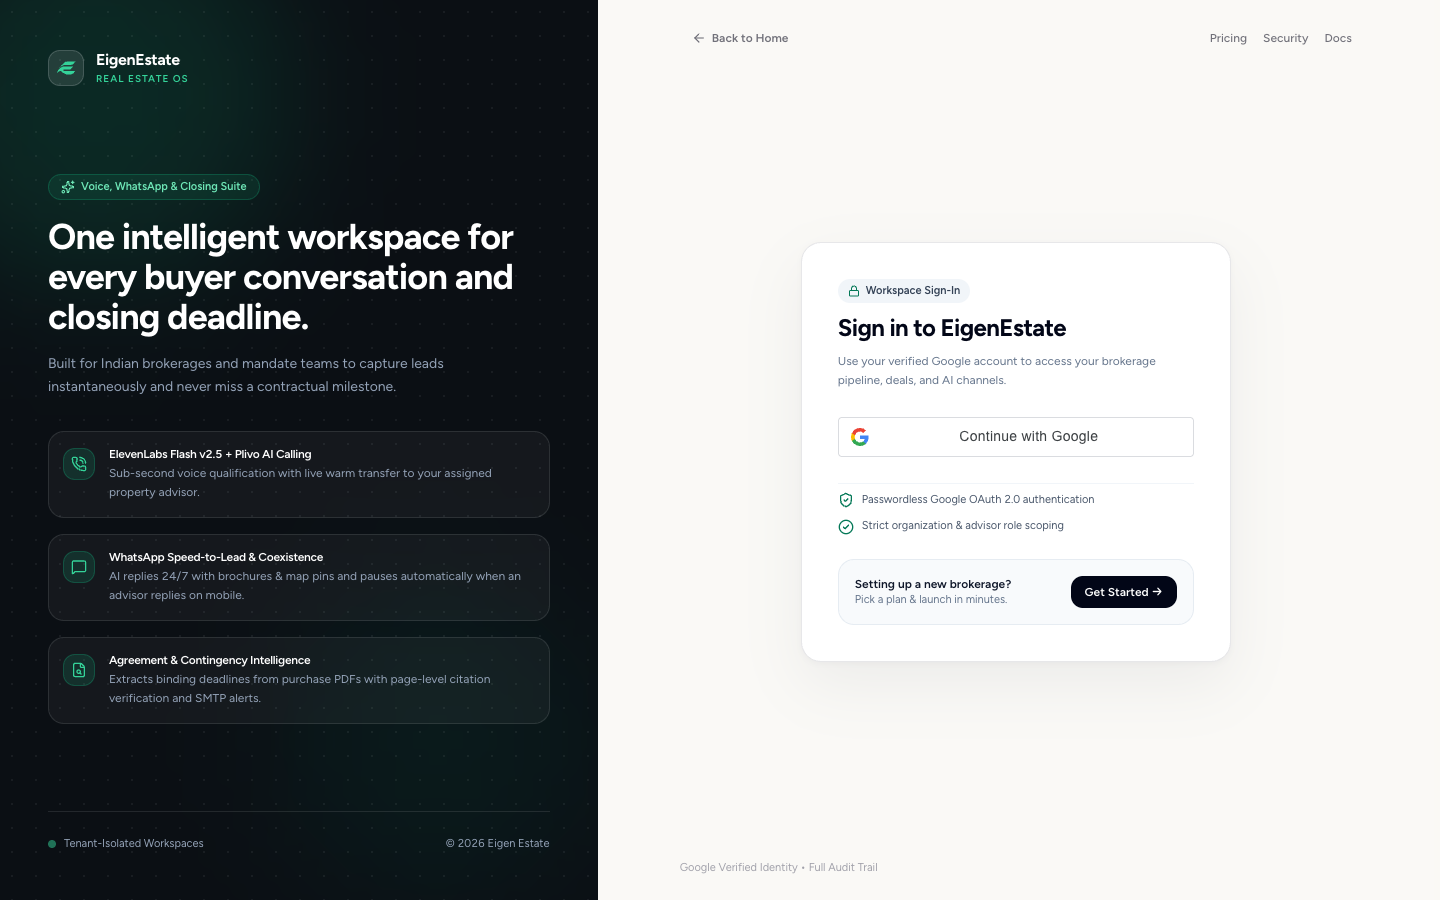 EigenEstate
REAL ESTATE OS
Voice, WhatsApp & Closing Suite
One intelligent workspace for
every buyer conversation and
closing deadline.
Built for Indian brokerages and mandate teams to capture leads
instantaneously and never miss a contractual milestone.
ElevenLabs Flash v2.5 + Plivo AI Calling
Sub-second voice qualification with live warm transfer to your assigned
property advisor.
WhatsApp Speed-to-Lead & Coexistence
AI replies 24/7 with brochures & map pins and pauses automatically when an
advisor replies on mobile.
Agreement & Contingency Intelligence
Extracts binding deadlines from purchase PDFs with page-level citation
verification and SMTP alerts.
Tenant-Isolated Workspaces
© 2026 Eigen Estate
Back to Home
Pricing
Security
Docs
Workspace Sign-In
Sign in to EigenEstate
Use your verified Google account to access your brokerage
pipeline, deals, and AI channels.
Continue with Google
Passwordless Google OAuth 2.0 authentication
Strict organization & advisor role scoping
Setting up a new brokerage?
Pick a plan & launch in minutes.
Get Started →
Google Verified Identity • Full Audit Trail